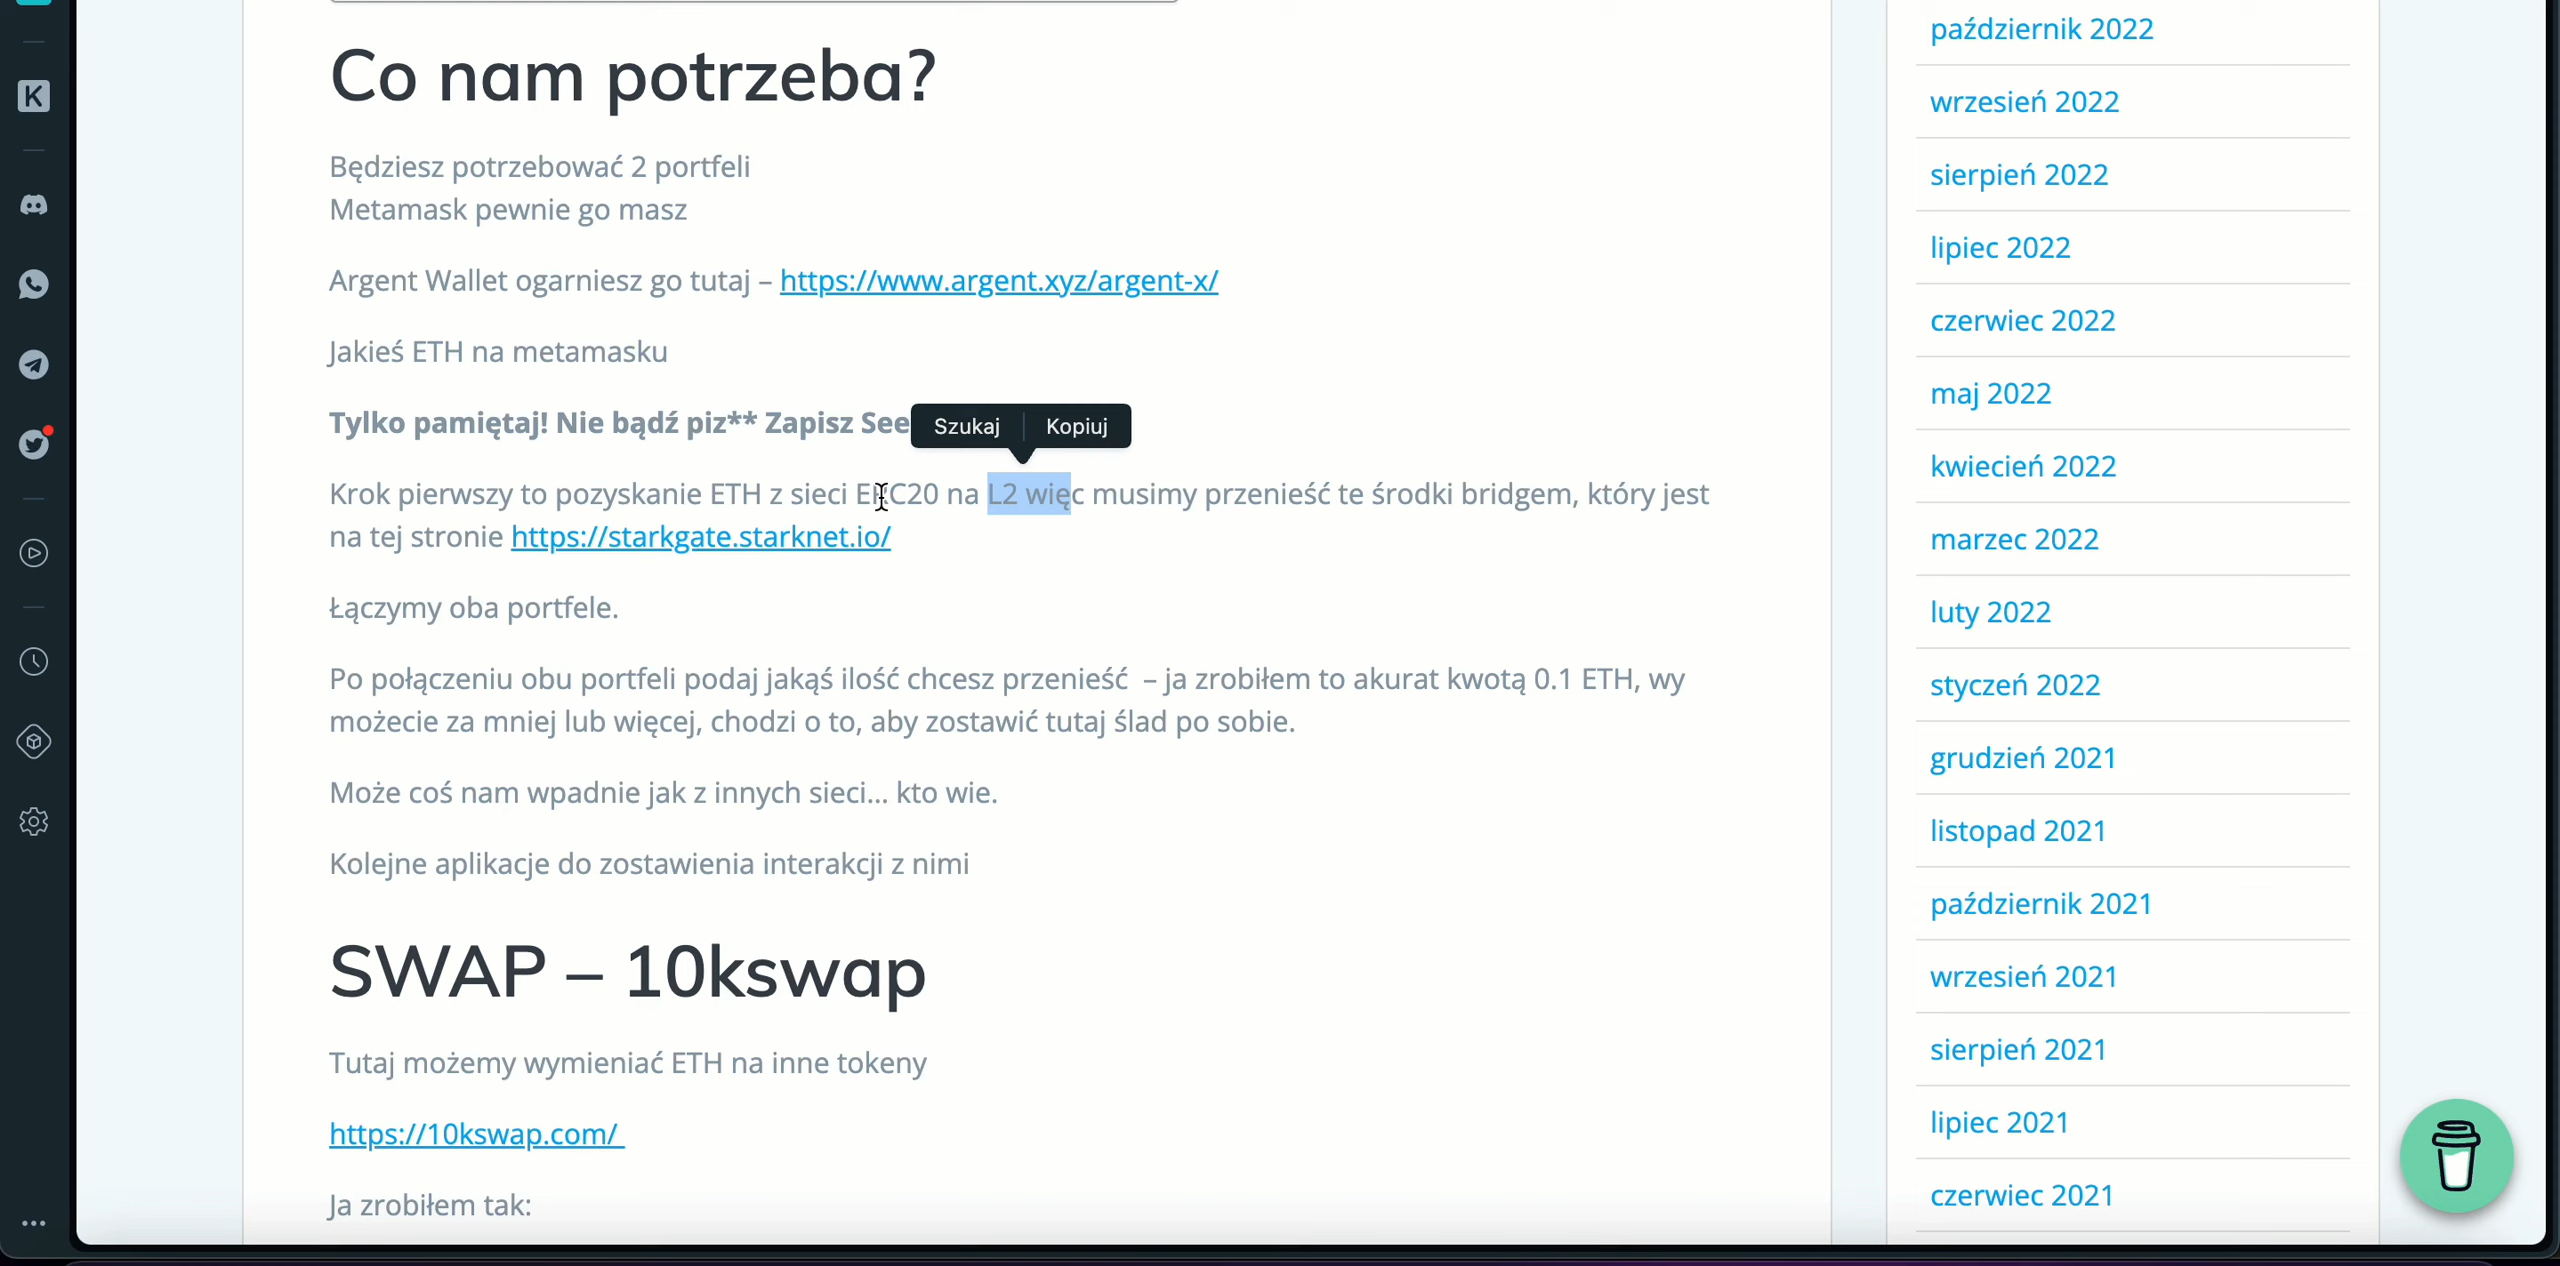 Co nam potrzeba?
Będziesz potrzebować 2 portfeli
Metamask pewnie go masz
Argent Wallet ogarniesz go tutaj – https://www.argent.xyz/argent-x/
Jakieś ETH na metamasku
Tylko pamiętaj! Nie bądź piz** Zapisz See
Szukaj
Kopiuj
Krok pierwszy to pozyskanie ETH z sieci ERC20 na L2 więc musimy przenieść te środki bridgem, który jest
na tej stronie https://starkgate.starknet.io/
Łączymy oba portfele.
Po połączeniu obu portfeli podaj jakąś ilość chcesz przenieść – ja zrobiłem to akurat kwotą 0.1 ETH, wy
możecie za mniej lub więcej, chodzi o to, aby zostawić tutaj ślad po sobie.
Może coś nam wpadnie jak z innych sieci... kto wie.
Kolejne aplikacje do zostawienia interakcji z nimi
SWAP – 10kswap
Tutaj możemy wymieniać ETH na inne tokeny
https://10kswap.com/
Ja zrobiłem tak:
październik 2022
wrzesień 2022
sierpień 2022
lipiec 2022
czerwiec 2022
maj 2022
kwiecień 2022
marzec 2022
luty 2022
styczeń 2022
grudzień 2021
listopad 2021
październik 2021
wrzesień 2021
sierpień 2021
lipiec 2021
czerwiec 2021
K